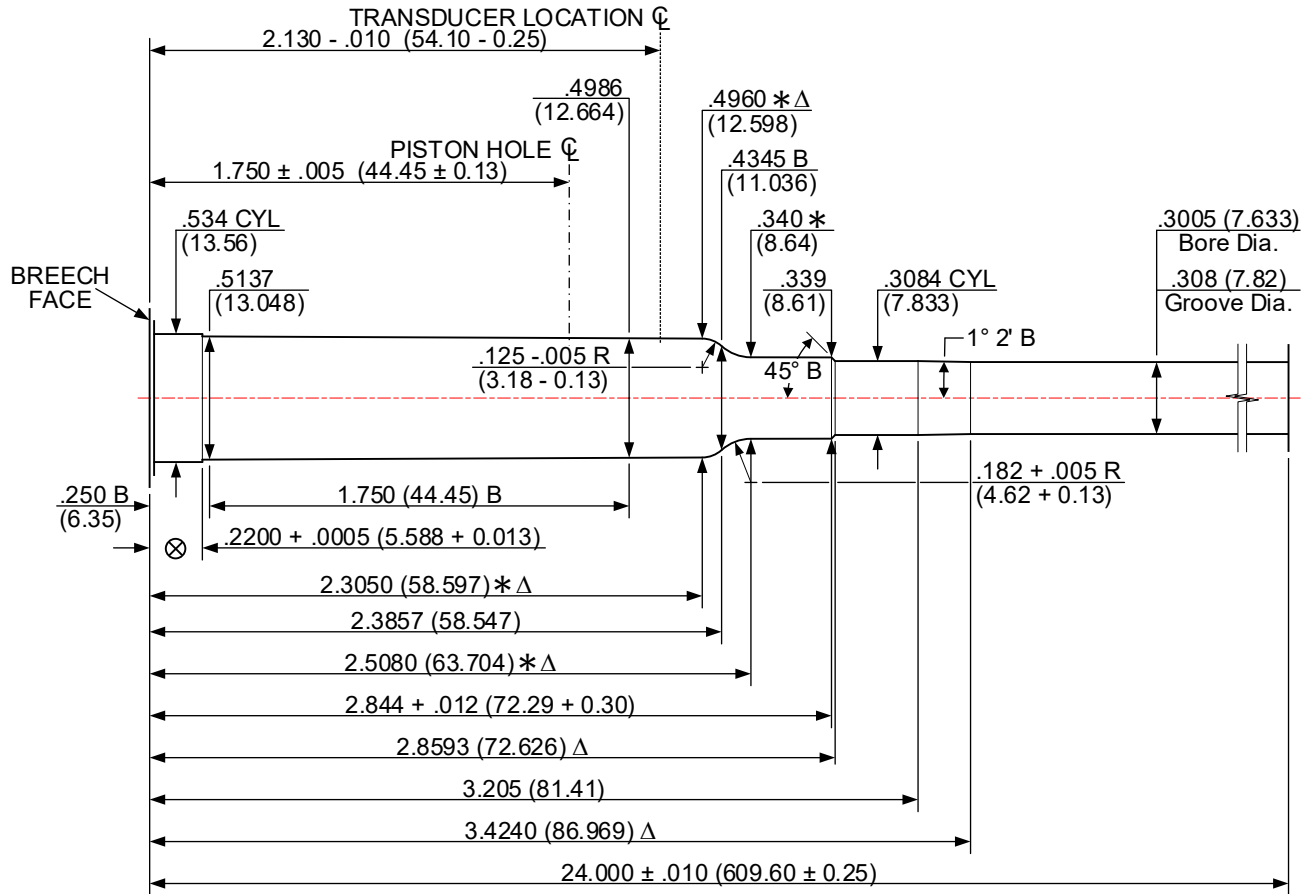 TRANSDUCER LOCATION ℄
2.130 - .010 (54.10 - 0.25)
.4986
(12.664)
.4960 * Δ
(12.598)
PISTON HOLE ℄
1.750 ± .005 (44.45 ± 0.13)
.4345 B
(11.036)
.534 CYL
(13.56)
.340 *
(8.64)
.3005 (7.633)
Bore Dia.
BREECH
FACE
.5137
(13.048)
.339
(8.61)
.3084 CYL
(7.833)
.308 (7.82)
Groove Dia.
1° 2' B
.125 -.005 R
(3.18 - 0.13)
45° B
.250 B
(6.35)
1.750 (44.45) B
.182 + .005 R
(4.62 + 0.13)
⊗ .2200 + .0005 (5.588 + 0.013)
2.3050 (58.597) * Δ
2.3857 (58.547)
2.5080 (63.704) * Δ
2.844 + .012 (72.29 + 0.30)
2.8593 (72.626) Δ
3.205 (81.41)
3.4240 (86.969) Δ
24.000 ± .010 (609.60 ± 0.25)